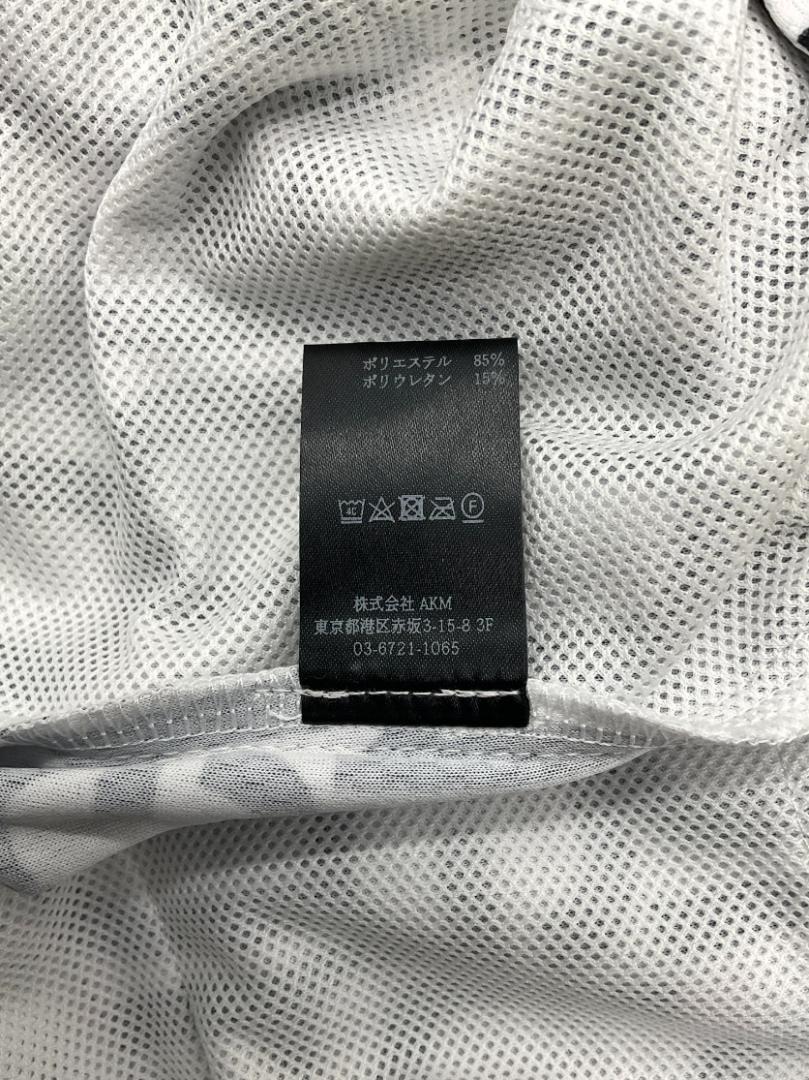 ポリエステル 85%
ポリウレタン 15%
40
F
株式会社 AKM
東京都港区赤坂3-15-8 3F
03-6721-1065